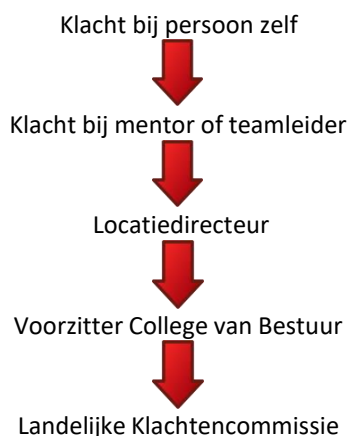 Klacht bij persoon zelf
Klacht bij mentor of teamleider
Locatiedirecteur
Voorzitter College van Bestuur
Landelijke Klachtencommissie